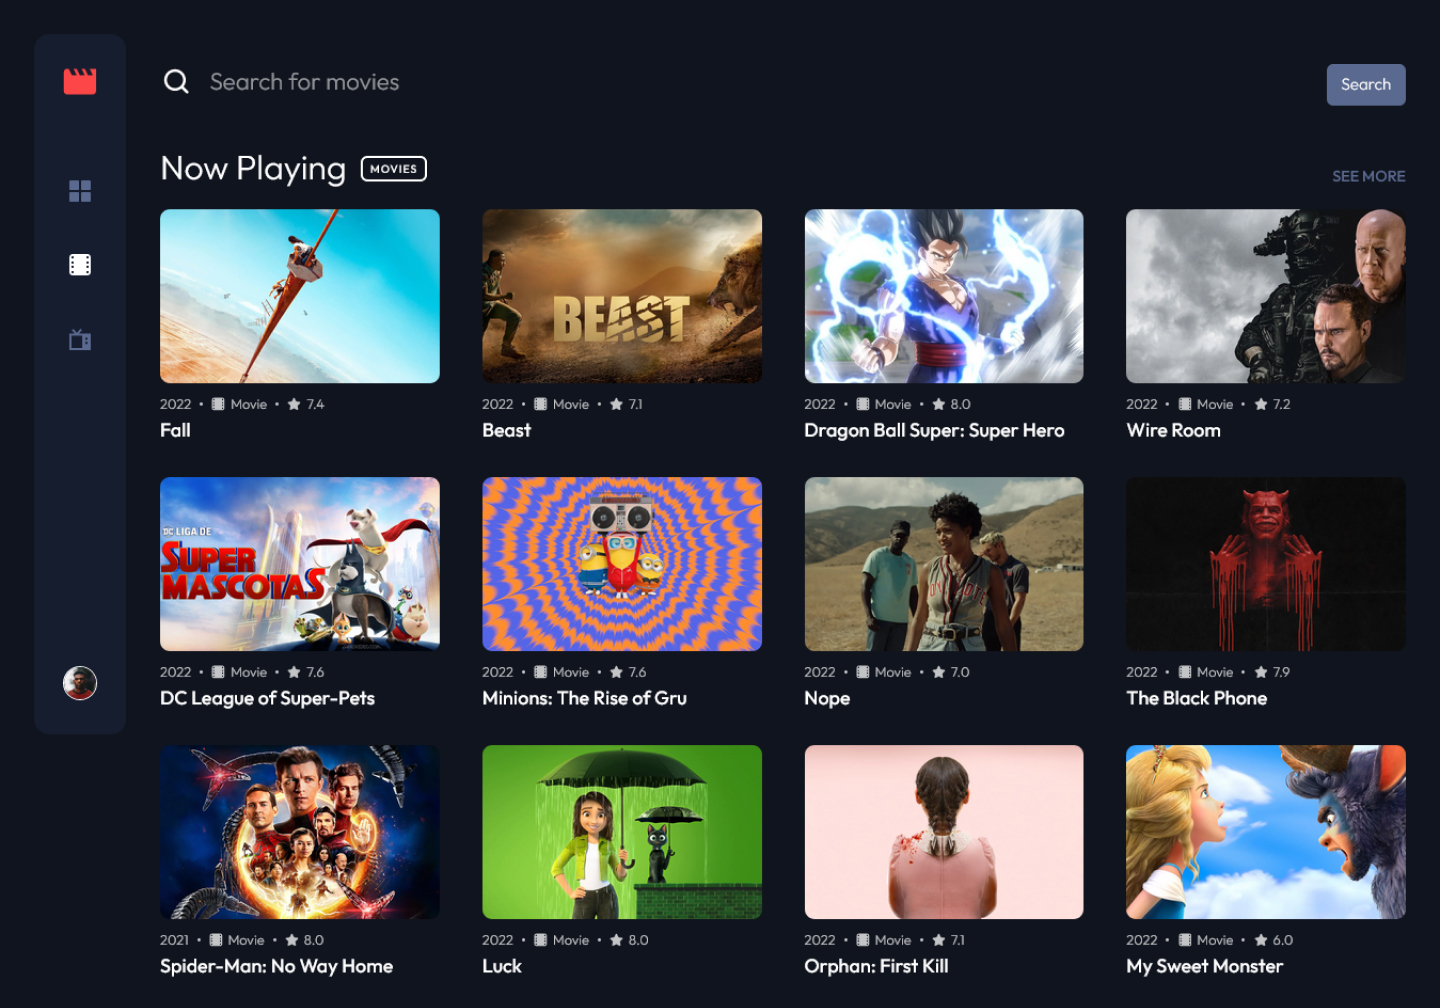 Search for movies
Search
Now Playing MOVIES
SEE MORE
BEAST
2022 • Movie • 7.4
Fall
2022 • Movie • 7.1
Beast
2022 • Movie • 8.0
Dragon Ball Super: Super Hero
2022 • Movie • 7.2
Wire Room
DC LIGA DE
SUPER
MASCOTAS
2022 • Movie • 7.6
DC League of Super-Pets
2022 • Movie • 7.6
Minions: The Rise of Gru
2022 • Movie • 7.0
Nope
2022 • Movie • 7.9
The Black Phone
2021 • Movie • 8.0
Spider-Man: No Way Home
2022 • Movie • 8.0
Luck
2022 • Movie • 7.1
Orphan: First Kill
2022 • Movie • 6.0
My Sweet Monster